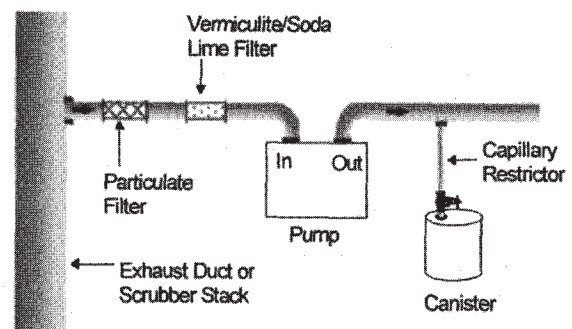 Vermiculite/Soda
Lime Filter
In
Out
Capillary
Restrictor
Particulate
Filter
Pump
Exhaust Duct or
Scrubber Stack
Canister